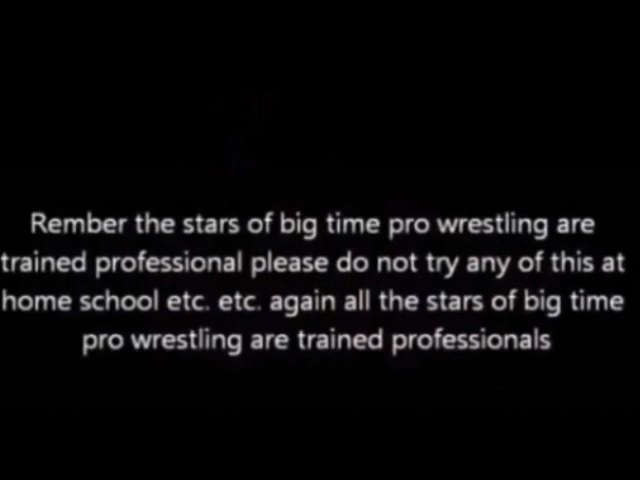 Rember the stars of big time pro wrestling are
trained professional please do not try any of this at
home school etc. etc. again all the stars of big time
pro wrestling are trained professionals